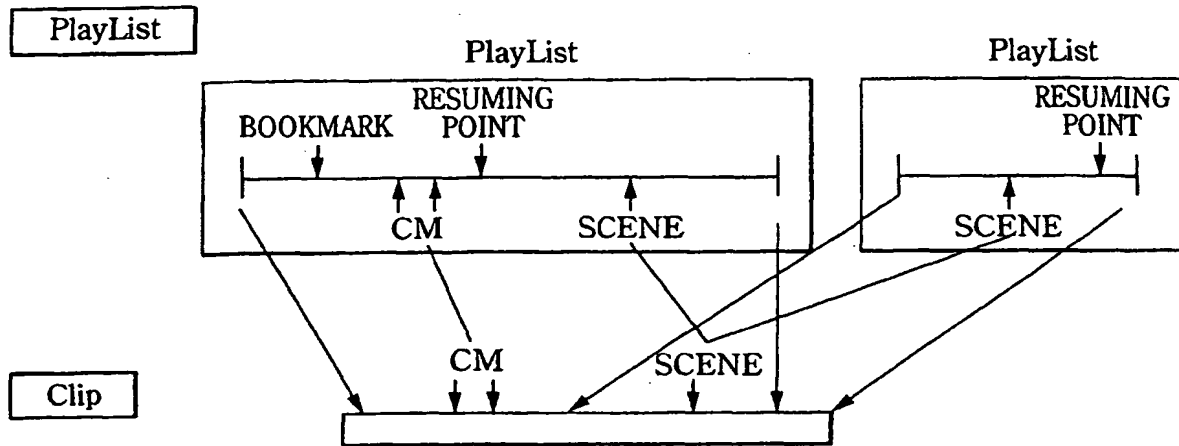 PlayList
PlayList
PlayList
BOOKMARK
RESUMING
POINT
RESUMING
POINT
CM
SCENE
SCENE
CM
SCENE
Clip